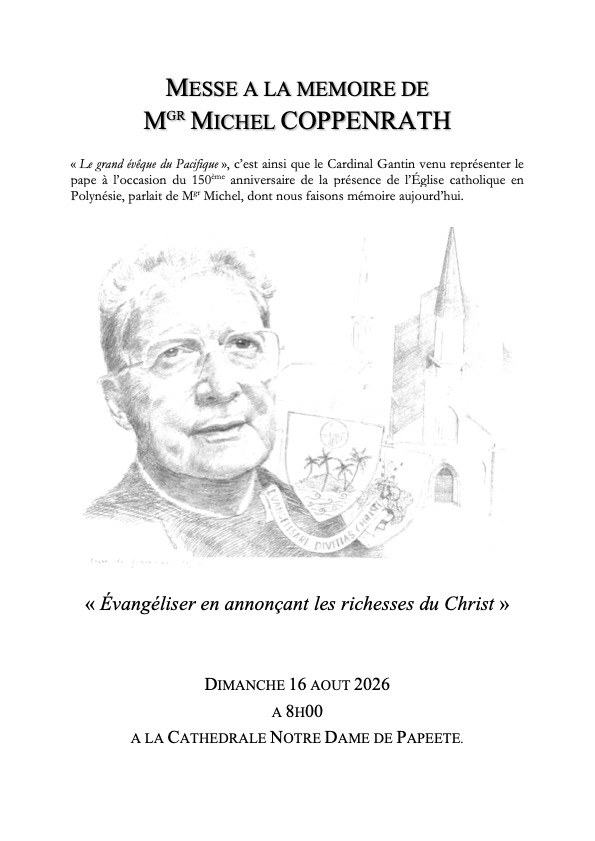 MESSE A LA MEMOIRE DE
MGR MICHEL COPPENRATH
« Le grand évêque du Pacifique », c'est ainsi que le Cardinal Gantin venu représenter le
pape à l'occasion du 150ème anniversaire de la présence de l'Église catholique en
Polynésie, parlait de Mgr Michel, dont nous faisons mémoire aujourd'hui.
EVANGELISARE DIVITIAS CHRISTI
« Évangéliser en annonçant les richesses du Christ »
DIMANCHE 16 AOUT 2026
A 8H00
A LA CATHEDRALE NOTRE DAME DE PAPEETE.